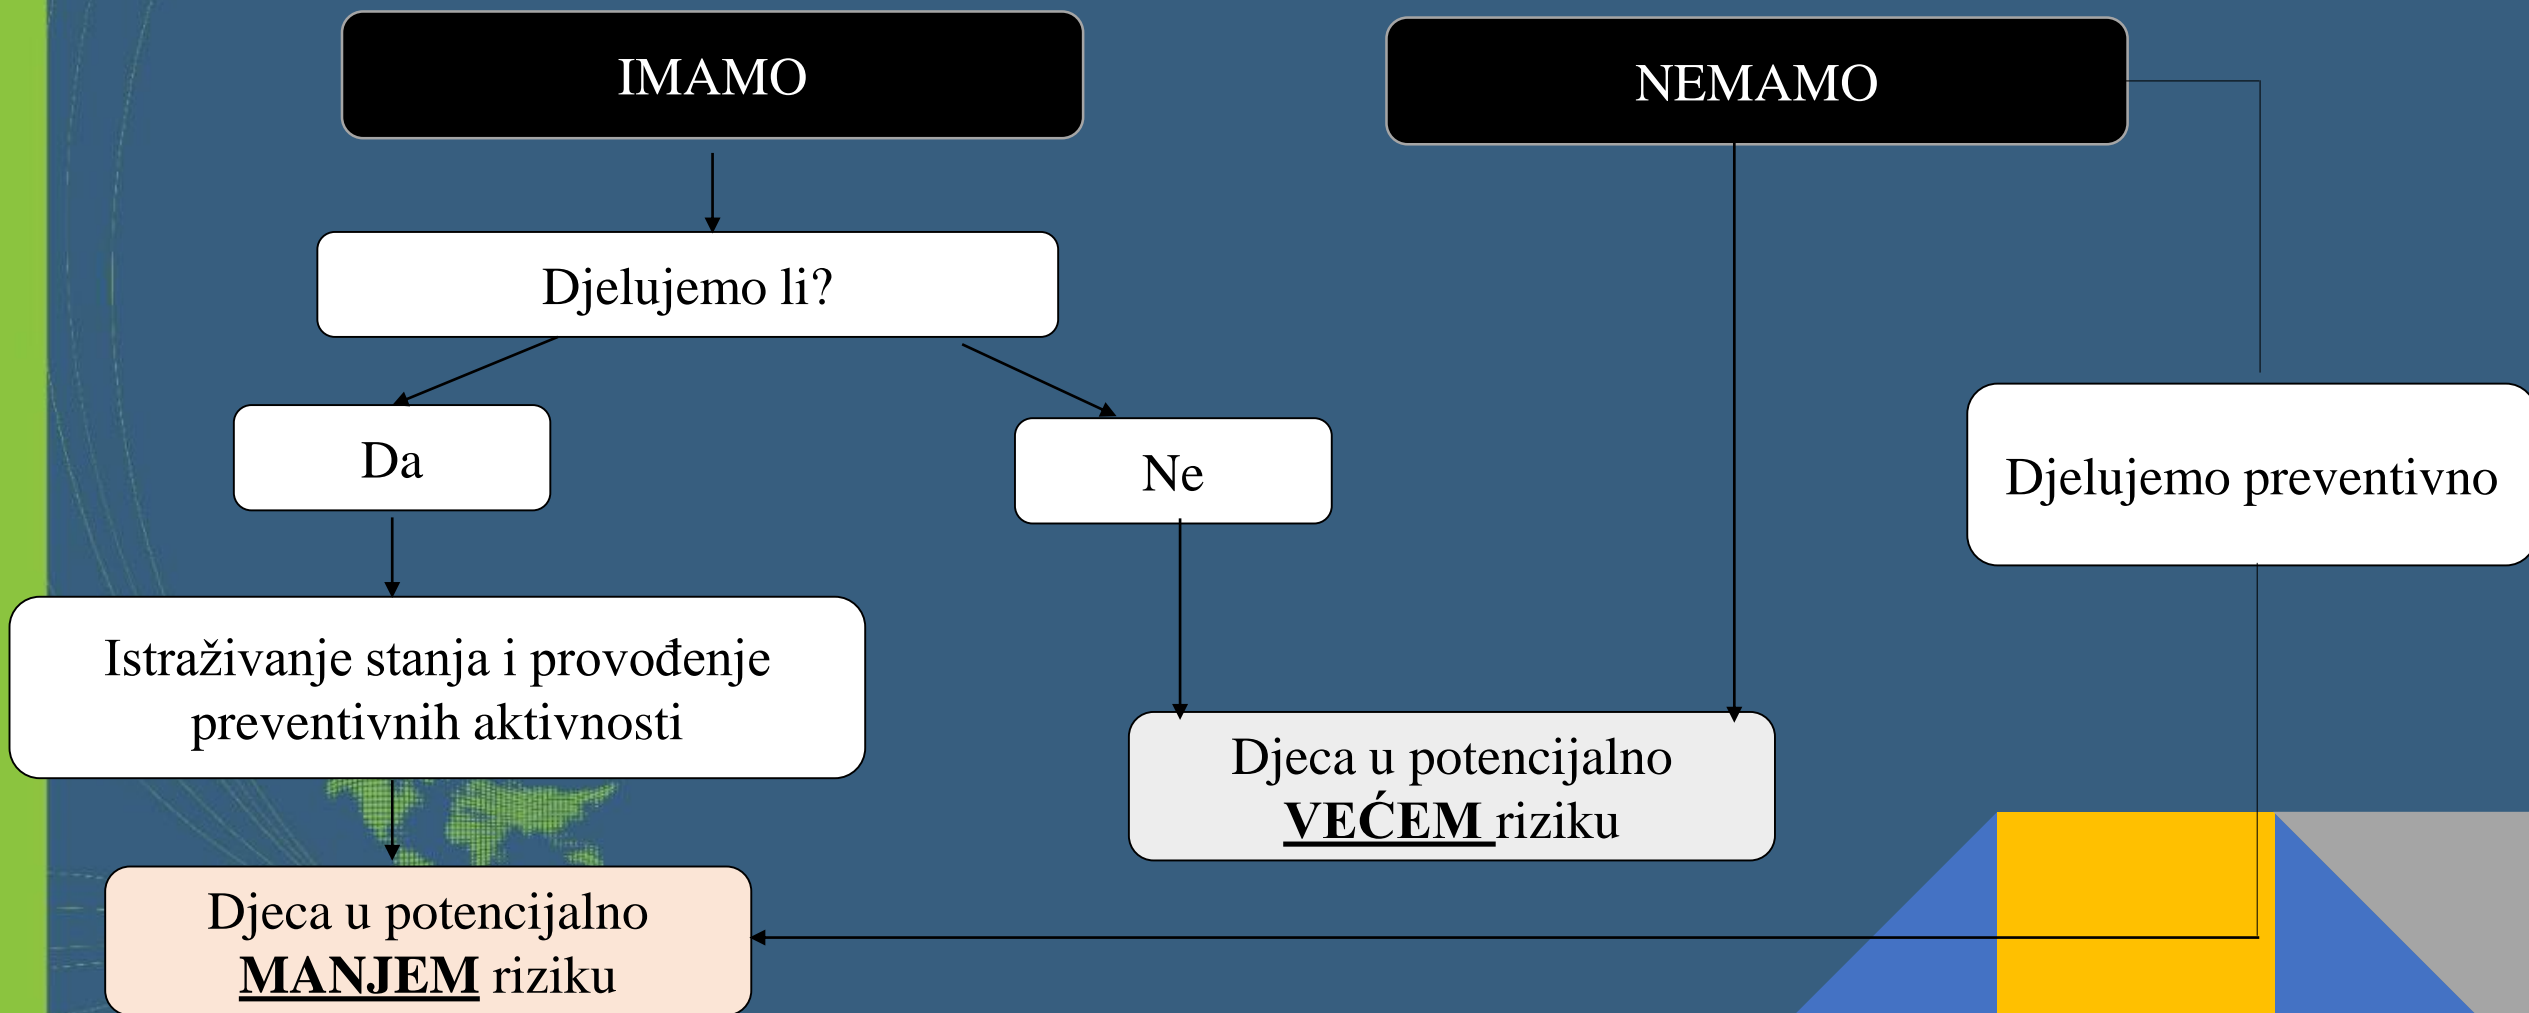 IMAMO
NEMAMO
Djelujemo li?
Da
Ne
Djelujemo preventivno
Istraživanje stanja i provođenje
preventivnih aktivnosti
Djeca u potencijalno
VEĆEM riziku
Djeca u potencijalno
MANJEM riziku